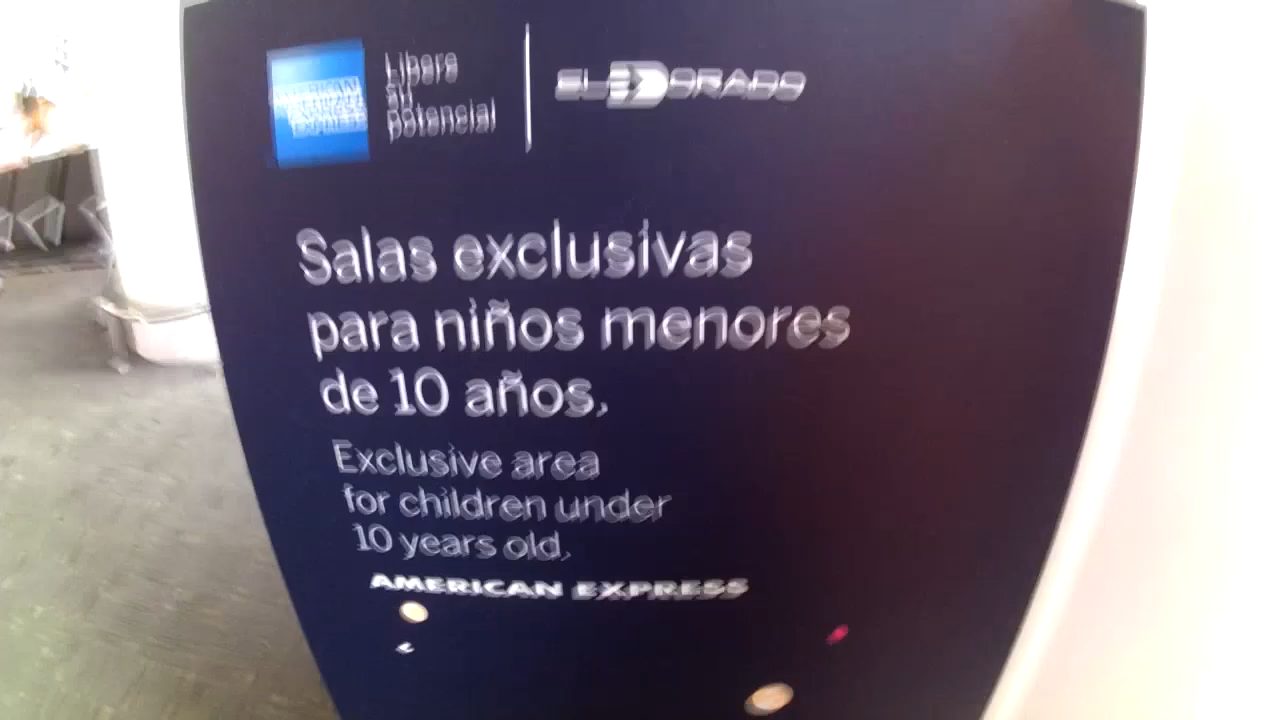 AMERICAN
EXPRESS
Libere
su
potencial
ELDORADO
Salas exclusivas
para niños menores
de 10 años,
Exclusive area
for children under
10 years old,
AMERICAN EXPRESS